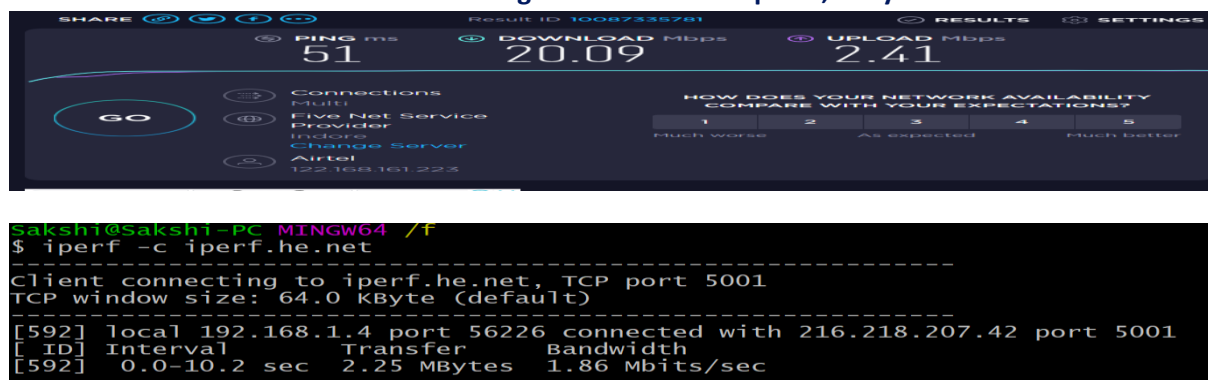 SHARE Result ID 10087335781 RESULTS SETTINGS
PING ms DOWNLOAD Mbps UPLOAD Mbps
51 20.09 2.41
GO
Connections
Multi
Five Net Service
Provider
Indore
Change Server
Airtel
122.168.161.223
HOW DOES YOUR NETWORK AVAILABILITY
COMPARE WITH YOUR EXPECTATIONS?
1 2 3 4 5
Much worse As expected Much better
Sakshi@Sakshi-PC MINGW64 /f
$ iperf -c iperf.he.net
------------------------------------------------------------
Client connecting to iperf.he.net, TCP port 5001
TCP window size: 64.0 KByte (default)
------------------------------------------------------------
[592] local 192.168.1.4 port 56226 connected with 216.218.207.42 port 5001
[ ID] Interval Transfer Bandwidth
[592] 0.0-10.2 sec 2.25 MBytes 1.86 Mbits/sec